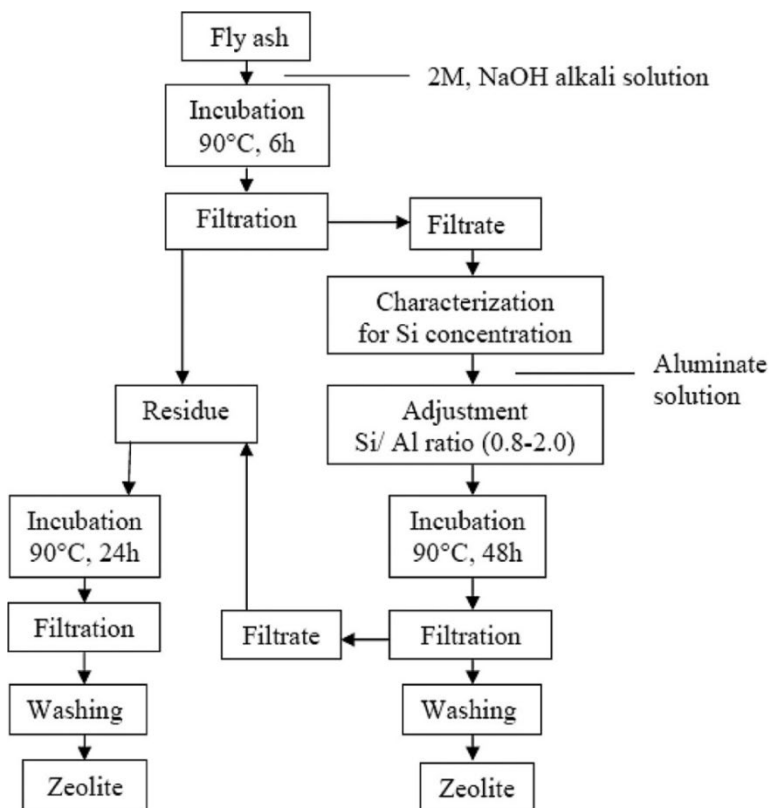 Fly ash
2M, NaOH alkali solution
Incubation
90°C, 6h
Filtration
Filtrate
Characterization
for Si concentration
Aluminate
solution
Residue
Adjustment
Si/ Al ratio (0.8-2.0)
Incubation
90°C, 24h
Incubation
90°C, 48h
Filtration
Filtrate
Filtration
Washing
Washing
Zeolite
Zeolite